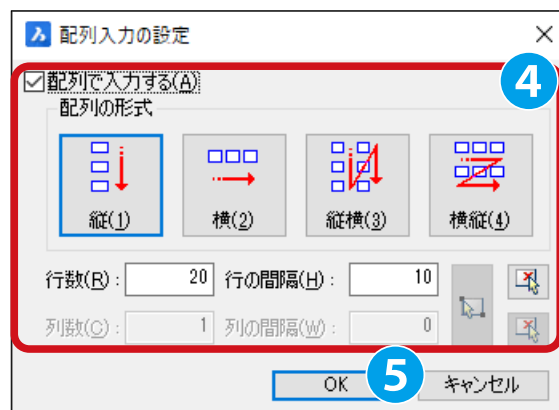 配列入力の設定
配列で入力する(A)
4
配列の形式
縦(1) 横(2) 縦横(3) 横縦(4)
行数(R): 20 行の間隔(H): 10
列数(C): 1 列の間隔(W): 0
OK 5 キャンセル